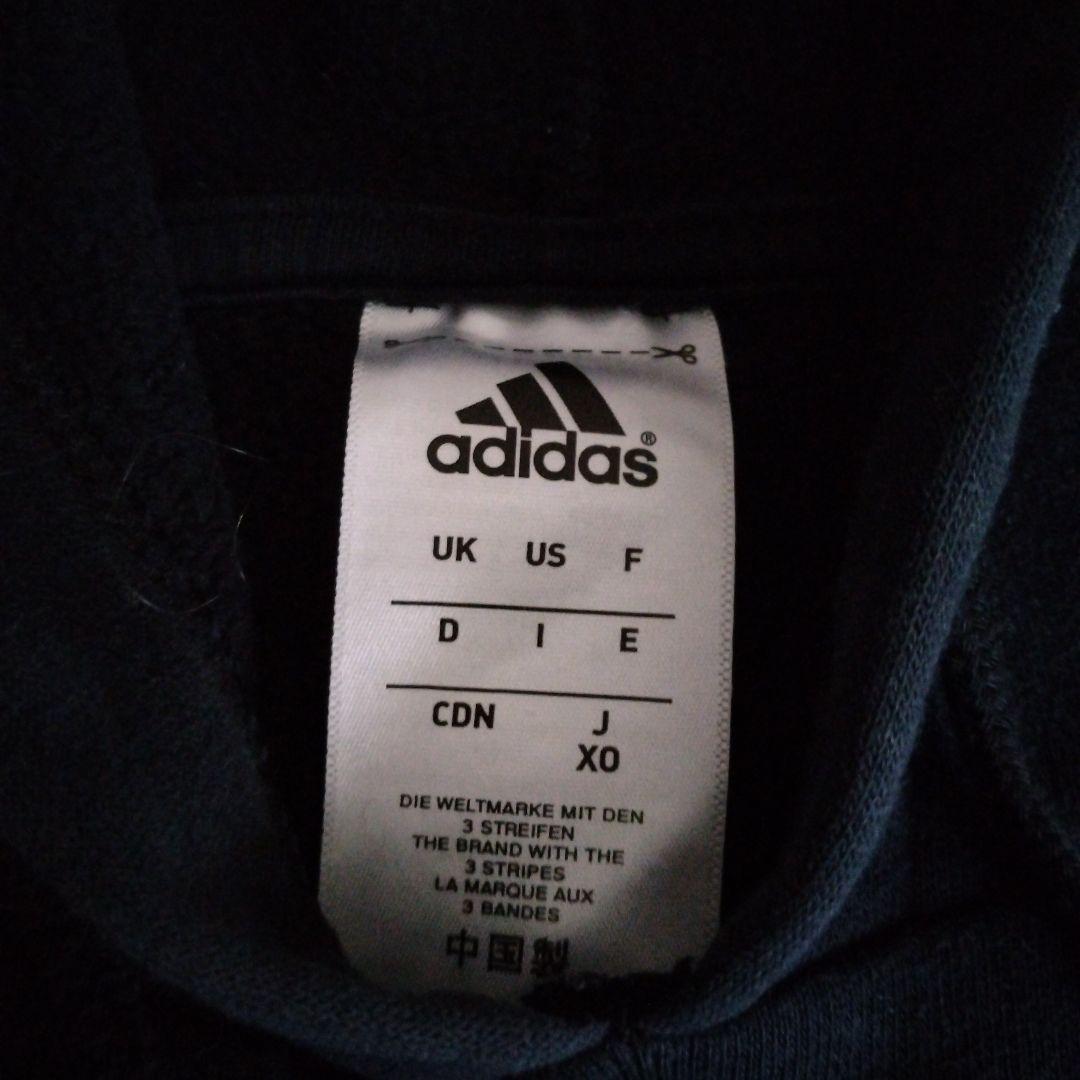 adidas®
UK US F
D I E
CDN J
XO
DIE WELTMARKE MIT DEN
3 STREIFEN
THE BRAND WITH THE
3 STRIPES
LA MARQUE AUX
3 BANDES
中国製